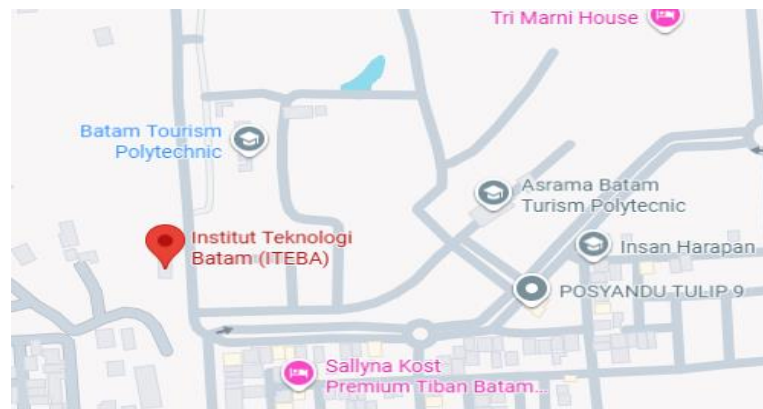 Tri Marni House
Batam Tourism
Polytechnic
Asrama Batam
Turism Polytecnic
Institut Teknologi
Batam (ITEBA)
Insan Harapan
POSYANDU TULIP 9
Sallyna Kost
Premium Tiban Batam...